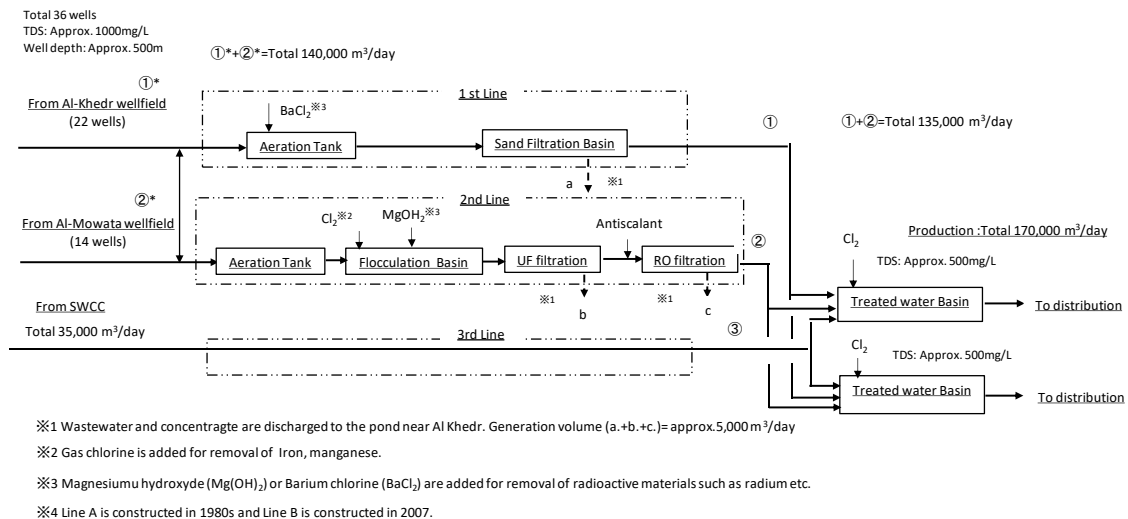 Total 36 wells
TDS: Approx. 1000mg/L
Well depth: Approx. 500m
①*+②*=Total 140,000 m³/day
①*
From Al-Khedr wellfield
(22 wells)
1 st Line
BaCl₂※3
Aeration Tank
Sand Filtration Basin
①
①+②=Total 135,000 m³/day
a
※1
②*
From Al-Mowata wellfield
(14 wells)
2nd Line
Cl₂※2
MgOH₂※3
Antiscalant
②
Aeration Tank
Flocculation Basin
UF filtration
RO filtration
※1
b
※1
c
Production :Total 170,000 m³/day
Cl₂
TDS: Approx. 500mg/L
Treated water Basin
To distribution
From SWCC
Total 35,000 m³/day
3rd Line
③
Cl₂
TDS: Approx. 500mg/L
Treated water Basin
To distribution
※1 Wastewater and concentragte are discharged to the pond near Al Khedr. Generation volume (a.+b.+c.)= approx.5,000 m³/day
※2 Gas chlorine is added for removal of Iron, manganese.
※3 Magnesiumu hydroxyde (Mg(OH)₂) or Barium chlorine (BaCl₂) are added for removal of radioactive materials such as radium etc.
※4 Line A is constructed in 1980s and Line B is constructed in 2007.